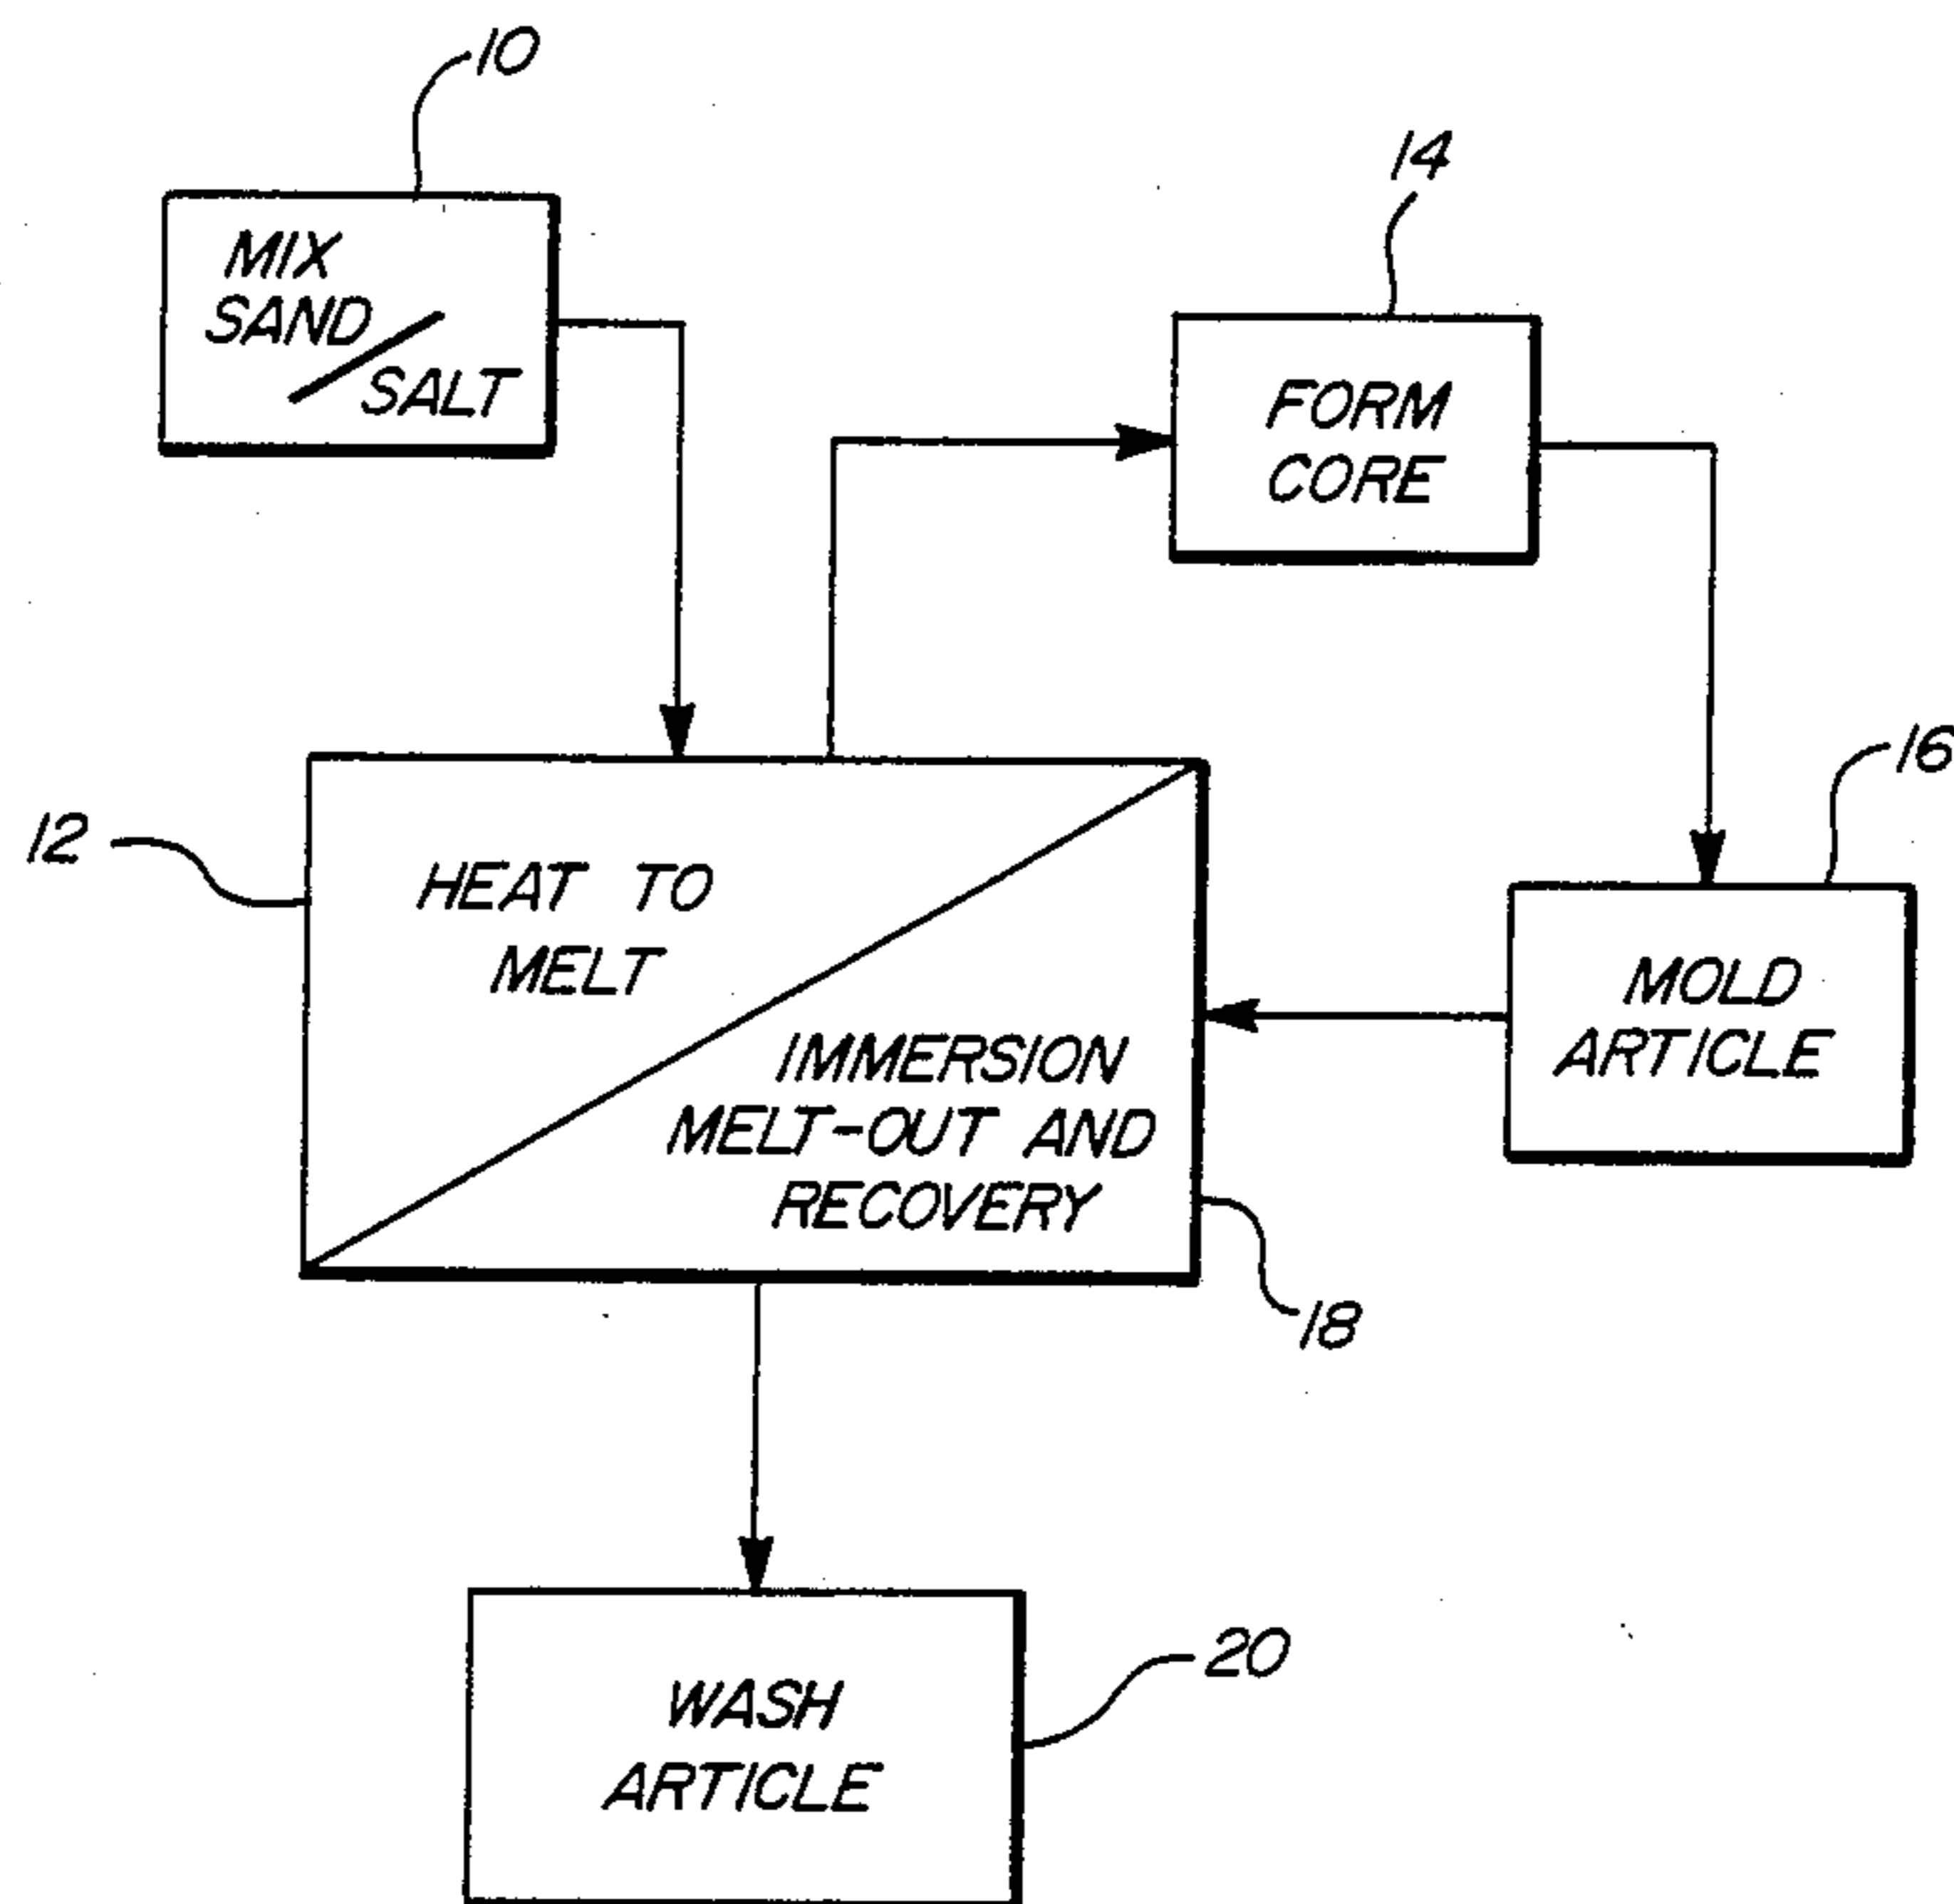 10
MIX
SAND/
SALT
14
FORM
CORE
16
12
HEAT TO
MELT
MOLD
ARTICLE
IMMERSION
MELT-OUT AND
RECOVERY
18
20
WASH
ARTICLE